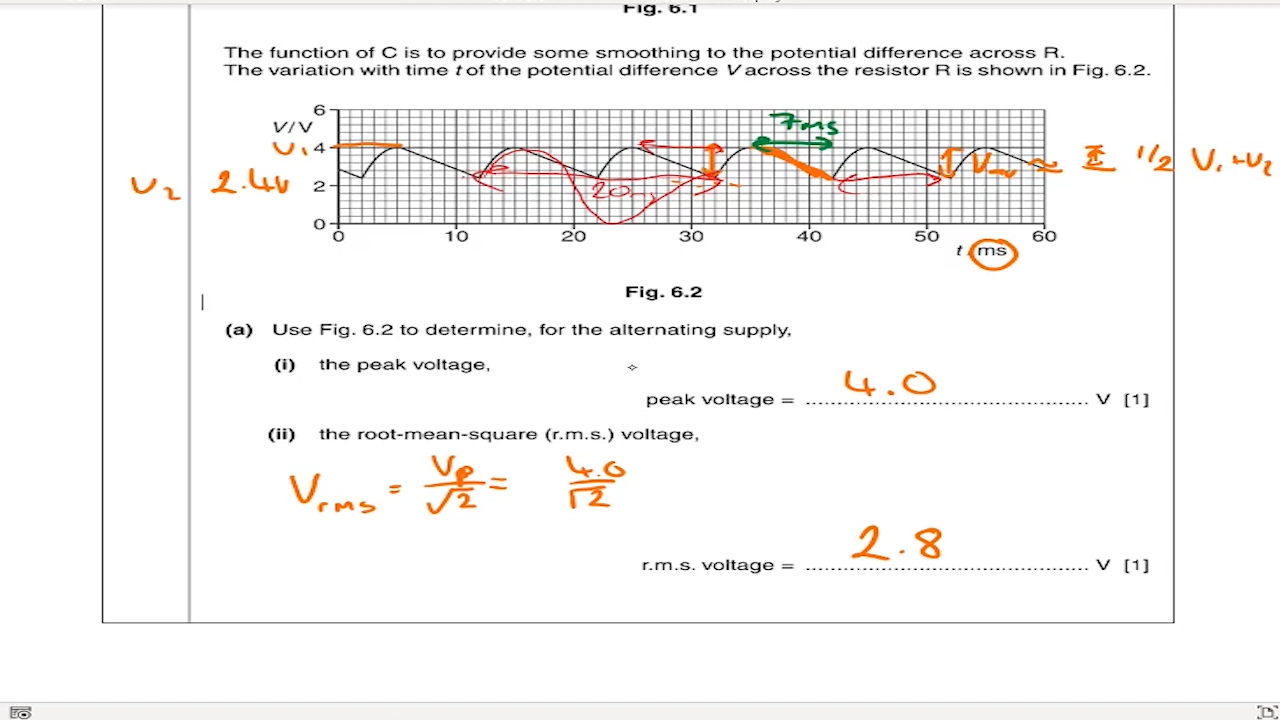 Fig. 6.1
The function of C is to provide some smoothing to the potential difference across R.
The variation with time t of the potential difference V across the resistor R is shown in Fig. 6.2.
6
V/V
7ms
V1
4
1/2 V1+V2
V2 2.4V
2
20ms
0
0 10 20 30 40 50 60
t / ms
Fig. 6.2
(a) Use Fig. 6.2 to determine, for the alternating supply,
(i) the peak voltage,
4.0
peak voltage = ................................................ V [1]
(ii) the root-mean-square (r.m.s.) voltage,
Vrms = Vp/√2 = 4.0/√2
2.8
r.m.s. voltage = ................................................ V [1]